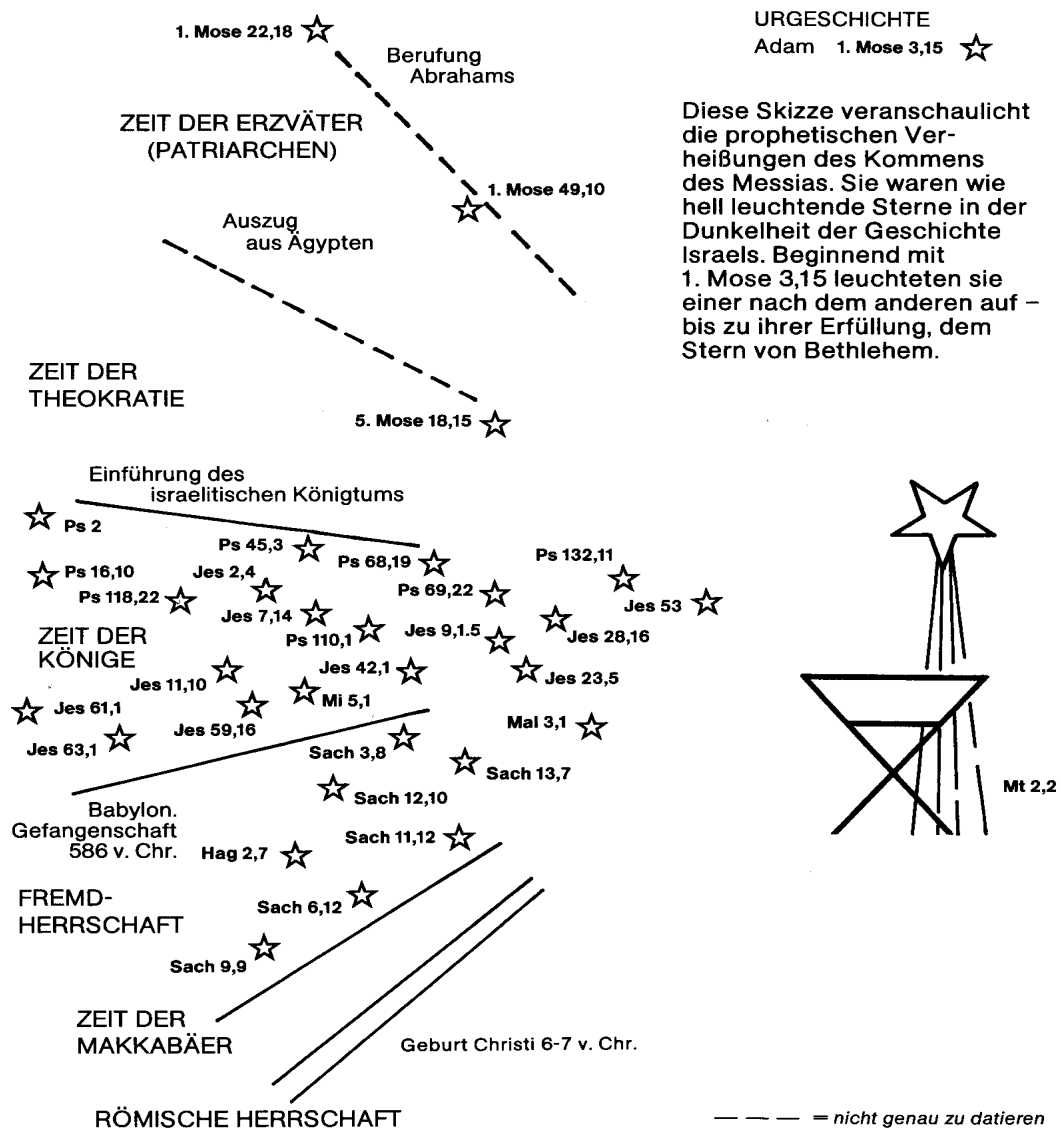 URGESCHICHTE
Adam 1. Mose 3,15
1. Mose 22,18
Berufung
Abrahams
ZEIT DER ERZVÄTER
(PATRIARCHEN)
Diese Skizze veranschaulicht
die prophetischen Ver-
heißungen des Kommens
des Messias. Sie waren wie
hell leuchtende Sterne in der
Dunkelheit der Geschichte
Israels. Beginnend mit
1. Mose 3,15 leuchteten sie
einer nach dem anderen auf –
bis zu ihrer Erfüllung, dem
Stern von Bethlehem.
1. Mose 49,10
Auszug
aus Ägypten
ZEIT DER
THEOKRATIE
5. Mose 18,15
Einführung des
israelitischen Königtums
Ps 2
Ps 45,3
Ps 68,19
Ps 132,11
Ps 16,10
Jes 2,4
Ps 118,22
Ps 69,22
Jes 53
Jes 7,14
Ps 110,1
Jes 9,1.5
Jes 28,16
ZEIT DER
KÖNIGE
Jes 11,10
Jes 42,1
Jes 23,5
Jes 61,1
Mi 5,1
Jes 59,16
Mal 3,1
Jes 63,1
Sach 3,8
Sach 13,7
Sach 12,10
Mt 2,2
Babylon.
Gefangenschaft
586 v. Chr.
Sach 11,12
Hag 2,7
FREMD-
HERRSCHAFT
Sach 6,12
Sach 9,9
ZEIT DER
MAKKABÄER
Geburt Christi 6-7 v. Chr.
RÖMISCHE HERRSCHAFT
— — — — = nicht genau zu datieren